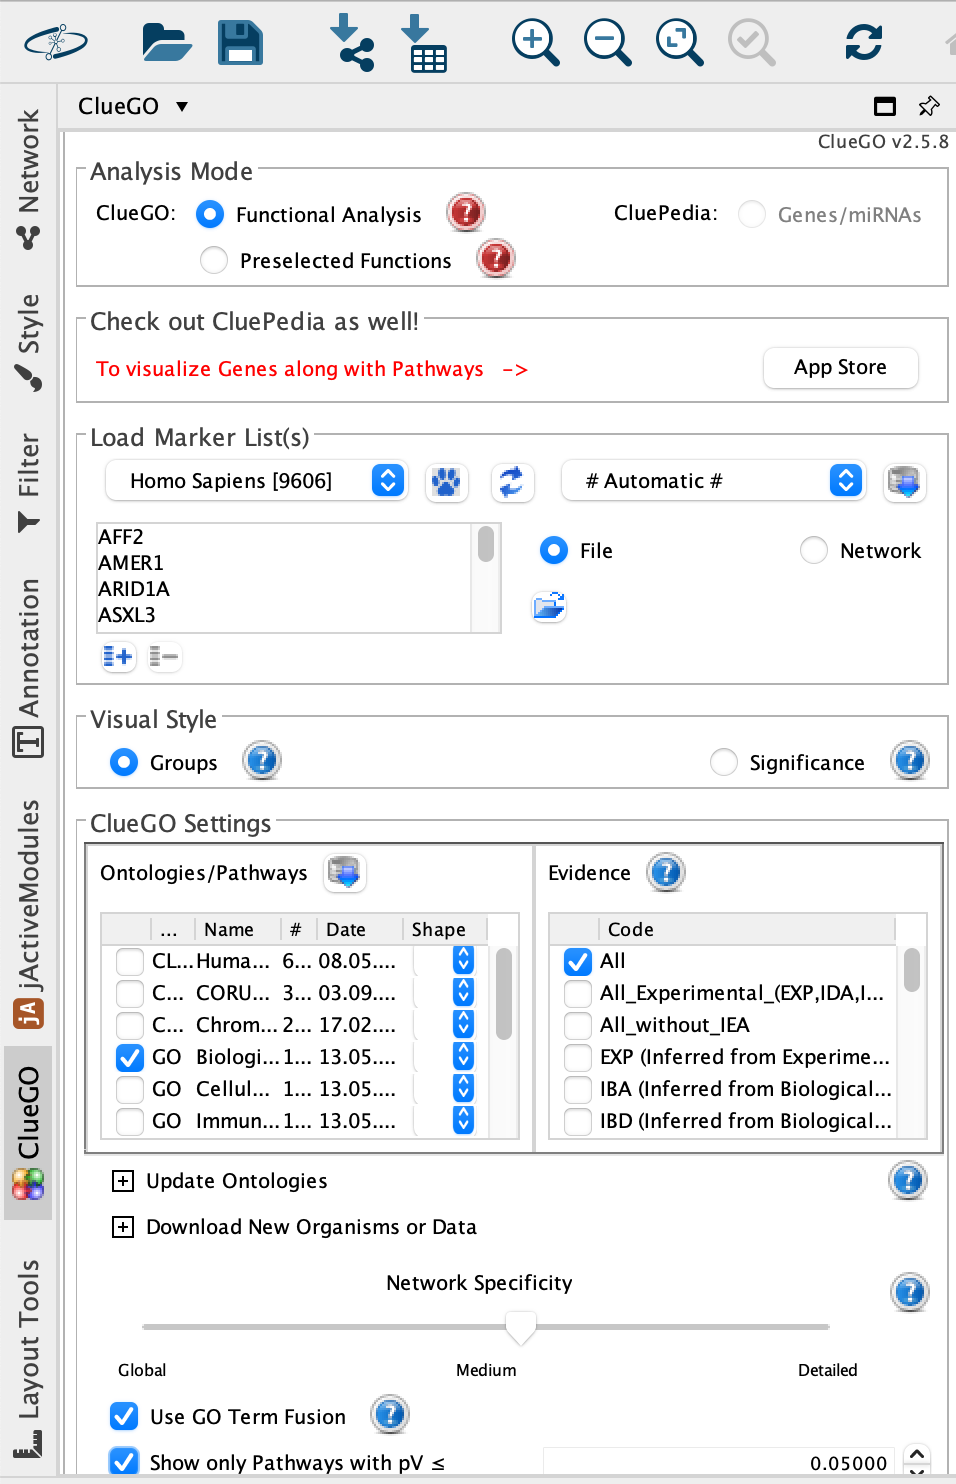 ClueGO
ClueGO v2.5.8
Network
Style
Filter
Annotation
jActiveModules
jA
ClueGO
Layout Tools
Analysis Mode
ClueGO: Functional Analysis ? CluePedia: Genes/miRNAs
Preselected Functions ?
Check out CluePedia as well!
To visualize Genes along with Pathways -> App Store
Load Marker List(s)
Homo Sapiens [9606] # Automatic #
AFF2
AMER1
ARID1A
ASXL3
File Network
Visual Style
Groups ? Significance ?
ClueGO Settings
Ontologies/Pathways
... Name # Date Shape
CL... Huma... 6... 08.05....
C... CORU... 3... 03.09....
C... Chrom... 2... 17.02....
GO Biologi... 1... 13.05....
GO Cellul... 1... 13.05....
GO Immun... 1... 13.05....
Evidence ?
Code
All
All_Experimental_(EXP,IDA,I...
All_without_IEA
EXP (Inferred from Experime...
IBA (Inferred from Biological...
IBD (Inferred from Biological...
Update Ontologies ?
Download New Organisms or Data
Network Specificity ?
Global Medium Detailed
Use GO Term Fusion ?
Show only Pathways with pV ≤ 0.05000